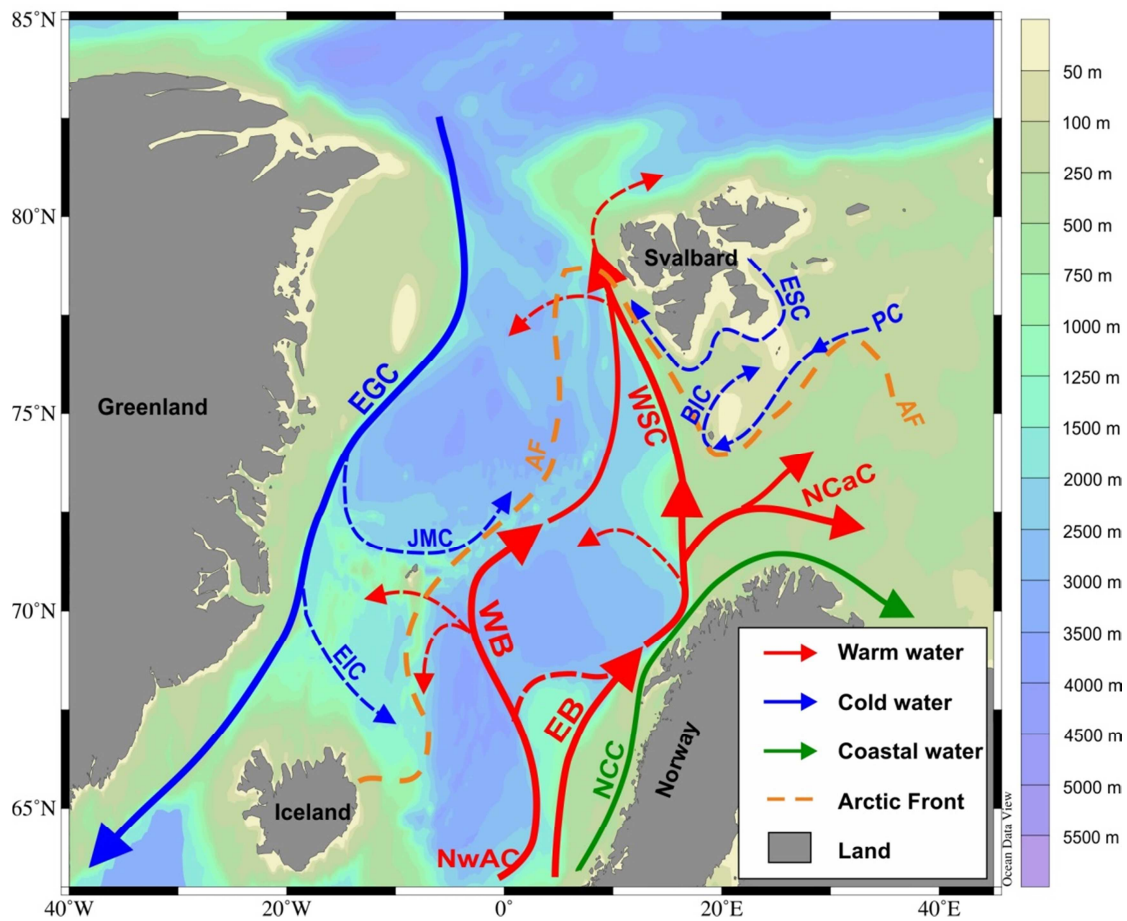 85°N
80°N
75°N
70°N
65°N
40°W
20°W
0°E
20°E
40°E
50 m
100 m
250 m
500 m
750 m
1000 m
1250 m
1500 m
2000 m
2500 m
3000 m
3500 m
4000 m
4500 m
5000 m
5500 m
Svalbard
ESC
PC
Greenland
EGC
BIC
WSC
AF
AF
NCaC
JMC
WB
EIC
EB
NCC
Norway
Iceland
NwAC
Warm water
Cold water
Coastal water
Arctic Front
Land
Ocean Data View